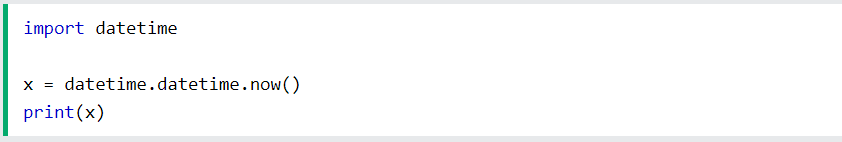 import datetime
x = datetime.datetime.now()
print(x)